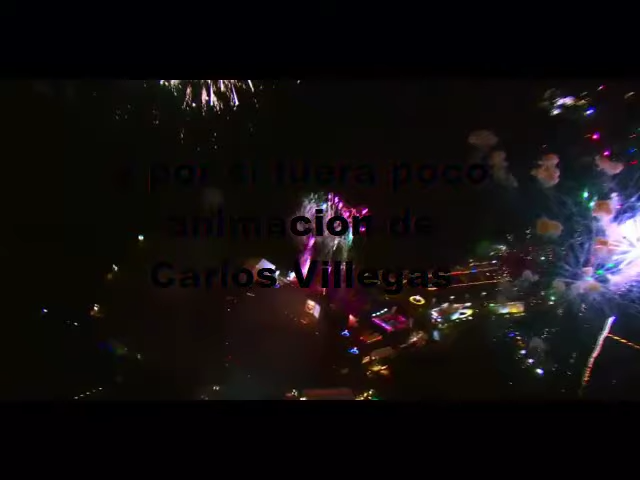 y por si fuera poco
animacion de
Carlos Villegas